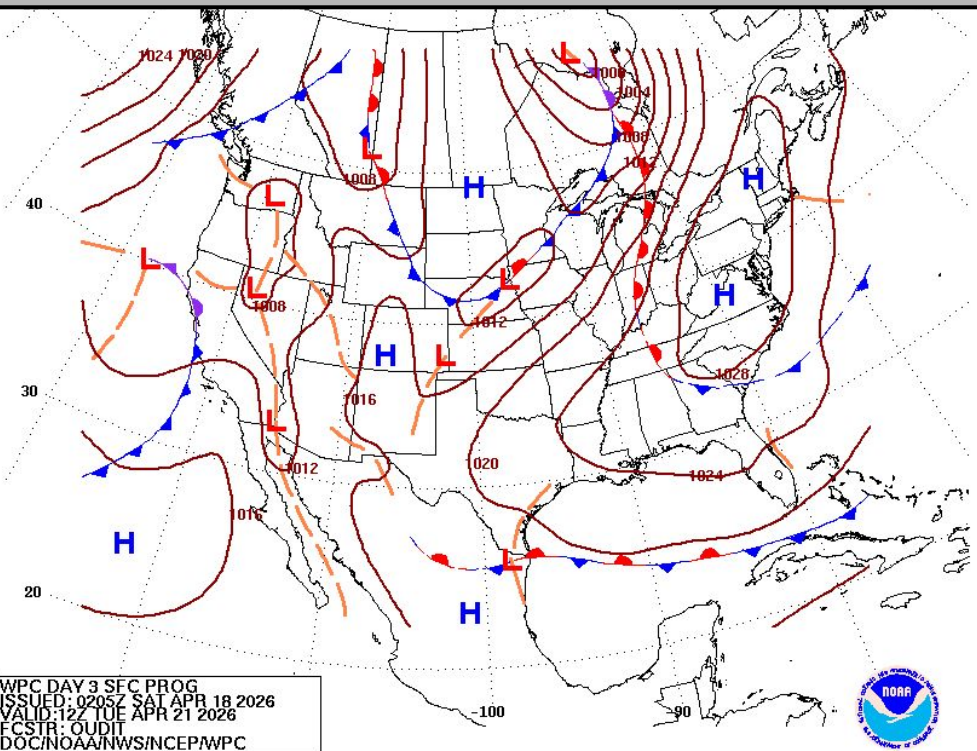 1024 1020
L
1000
1004
1008
1012
L
1008
H
H
40
L
L
L
1008
L
H
1012
H
L
1028
30
1016
L
1012
1020
1024
1016
H
L
20
H
-100
-90
WPC DAY 3 SFC PROG
ISSUED: 0205Z SAT APR 18 2026
VALID:12Z TUE APR 21 2026
FCSTR: OUDIT
DOC/NOAA/NWS/NCEP/WPC
NOAA